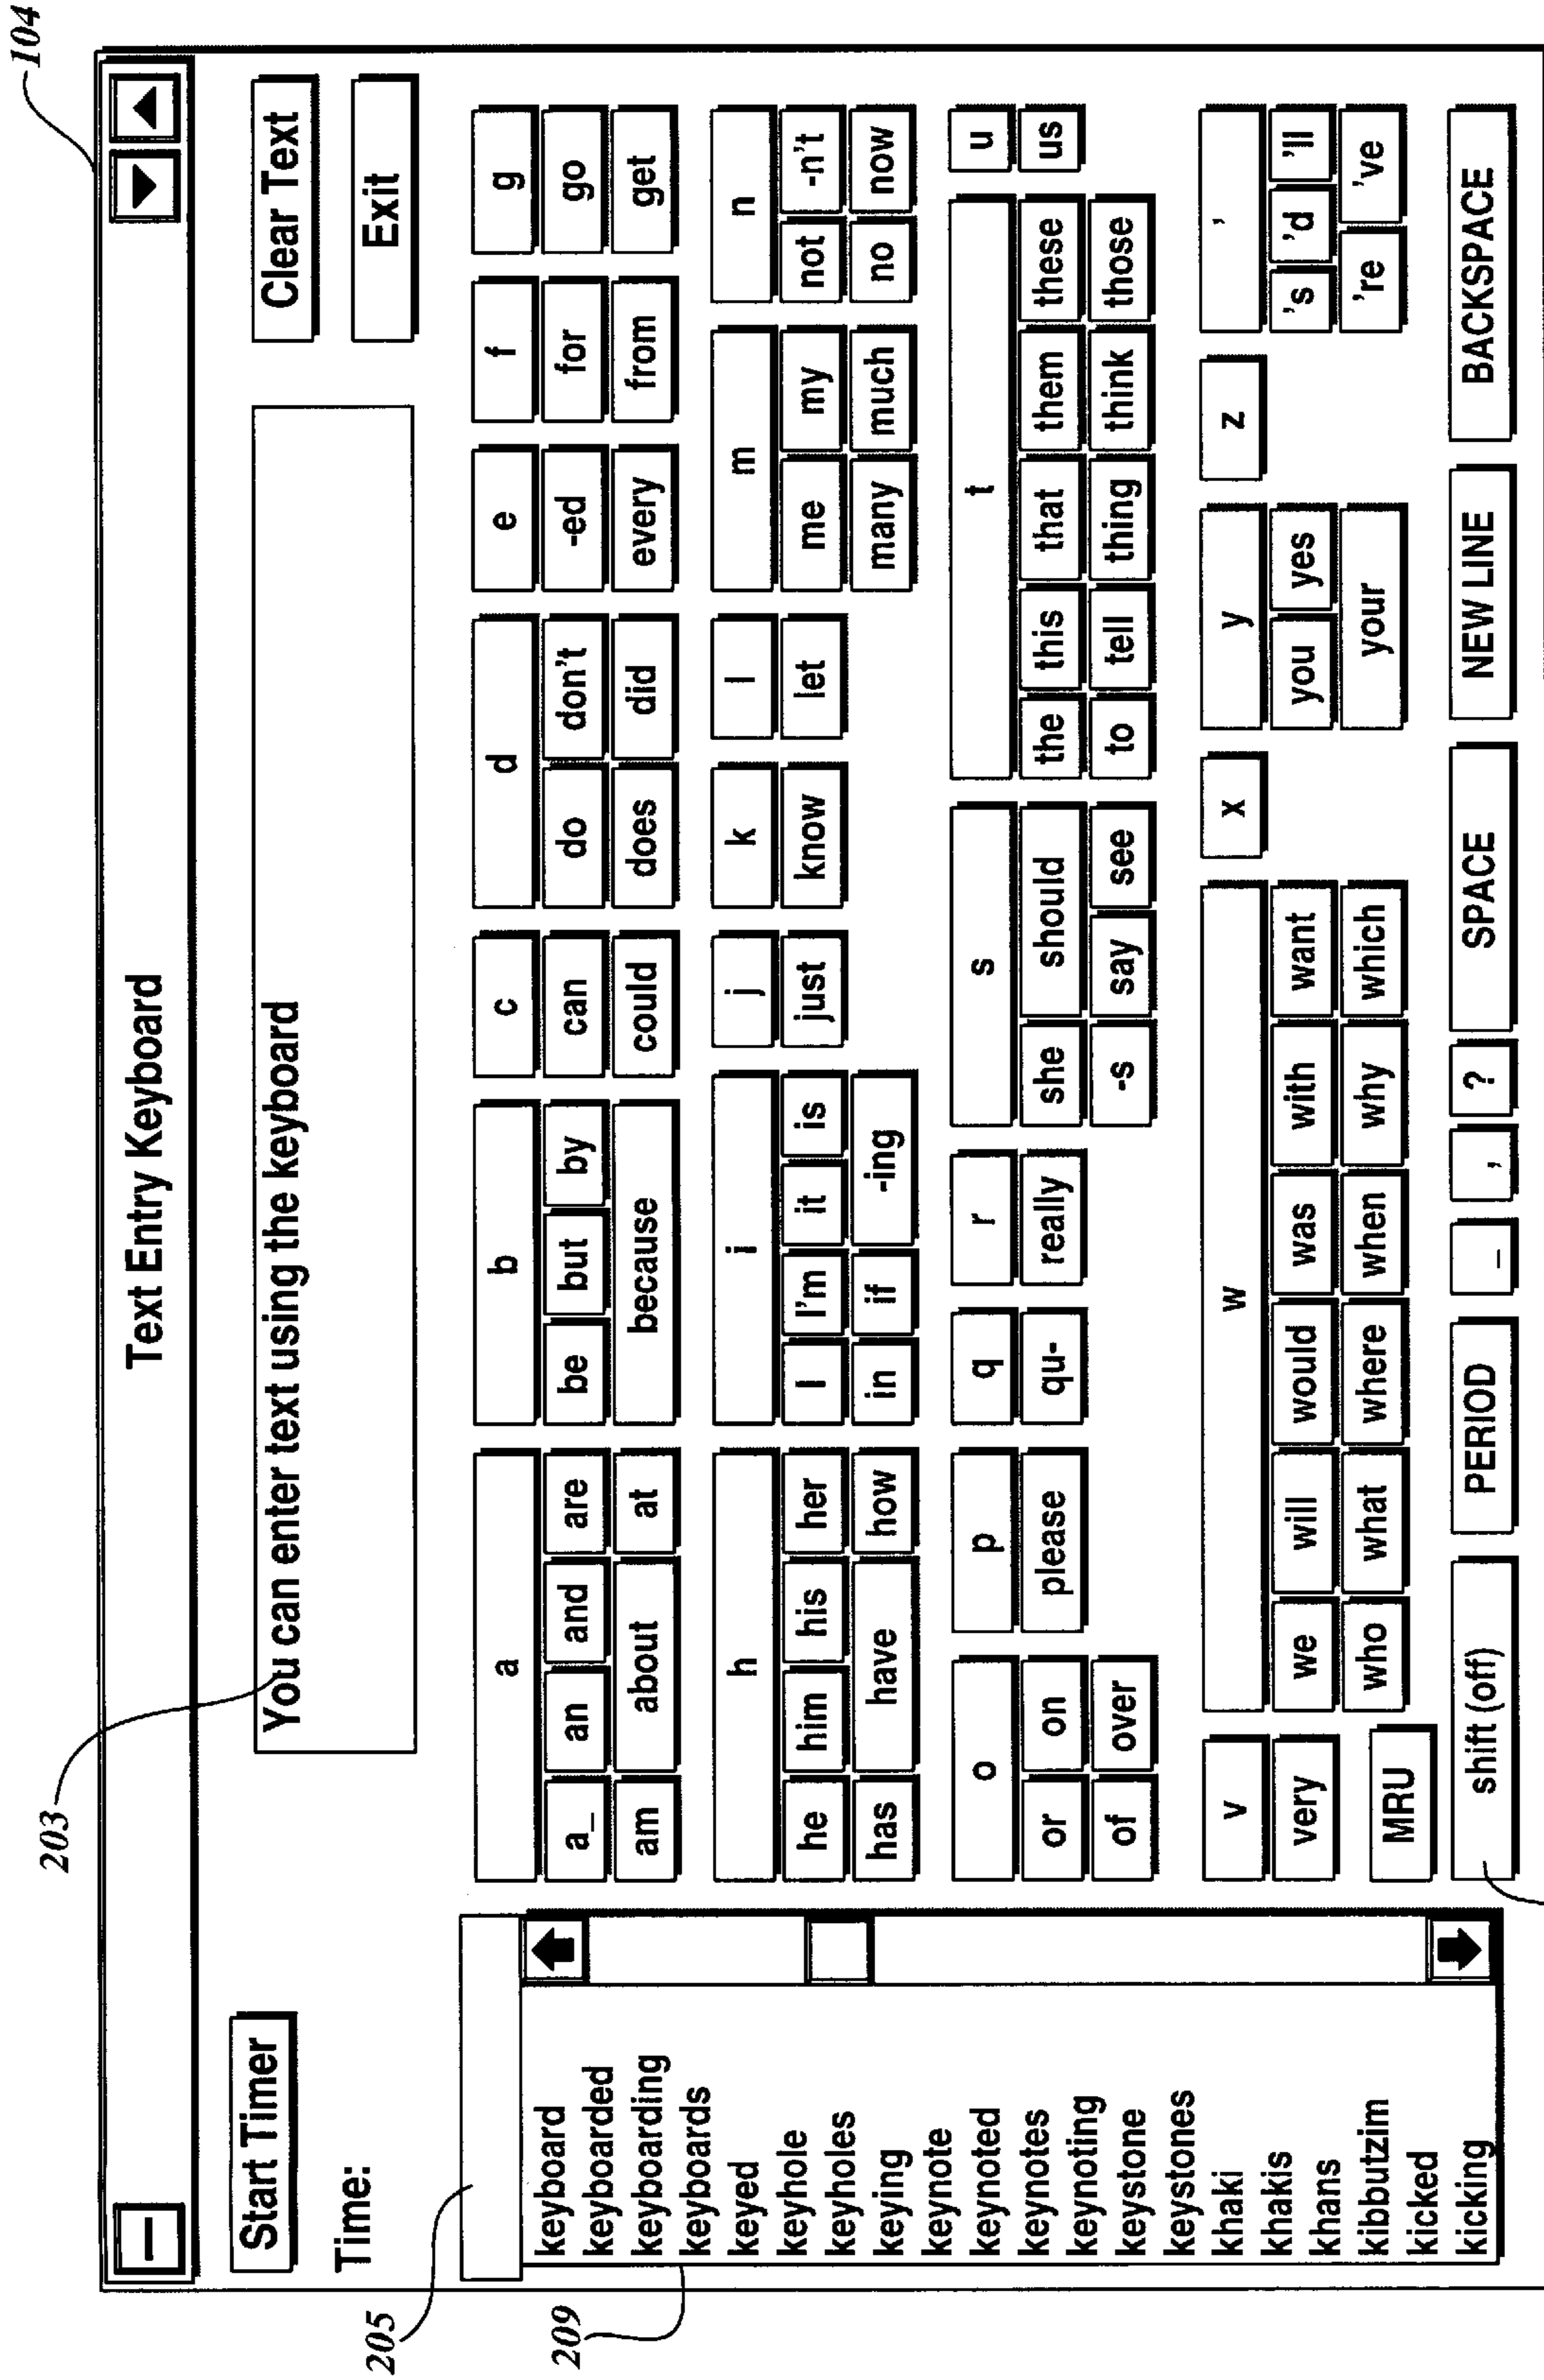 104
Text Entry Keyboard
203
Start Timer
You can enter text using the keyboard
Clear Text
Time:
Exit
205
209
keyboard
keyboarded
keyboarding
keyboards
keyed
keyhole
keyholes
keying
keynote
keynoted
keynotes
keynoting
keystone
keystones
khaki
khakis
khans
kibbutzim
kicked
kicking
a b c d e f g
a_ an and are be but by can do don't -ed for go
am about at because could does did every from get
h i j k l m n
he him his her I I'm it is just know let me my not -n't
has have how in if -ing many much no now
o p q r s t u
or on please qu- really she should the this that them these us
of over -s say see to tell thing think those
v w x y z '
very we will would was with want you yes 's 'd 'll
who what where when why which your 're 've
MRU
shift (off) PERIOD _ , ? SPACE NEW LINE BACKSPACE